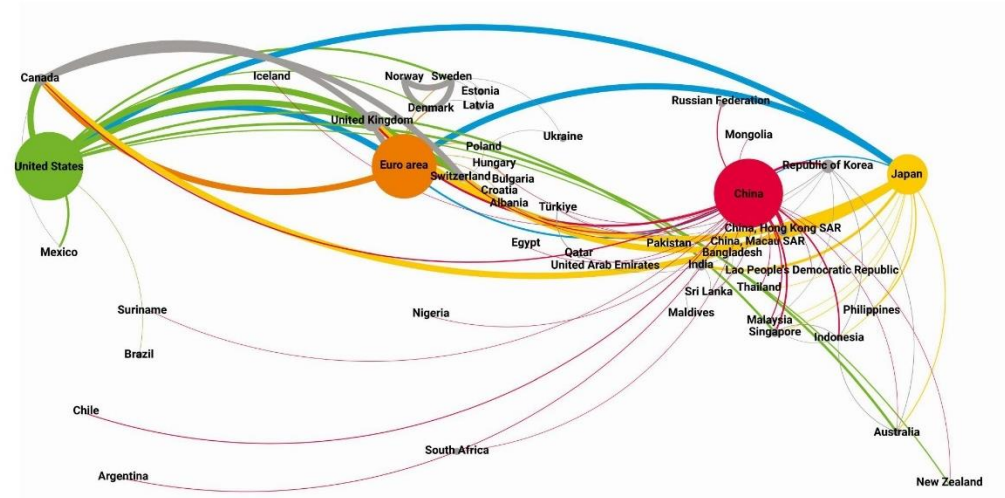 Canada
Iceland
Norway
Sweden
Estonia
Latvia
Denmark
United Kingdom
Russian Federation
Mongolia
Ukraine
Poland
United States
Euro area
Hungary
Switzerland
Bulgaria
Croatia
Albania
Türkiye
China
Republic of Korea
Japan
China, Hong Kong SAR
China, Macau SAR
Mexico
Egypt
Qatar
Pakistan
Bangladesh
United Arab Emirates
India
Lao People's Democratic Republic
Thailand
Sri Lanka
Suriname
Nigeria
Maldives
Philippines
Malaysia
Singapore
Indonesia
Brazil
Chile
Australia
South Africa
Argentina
New Zealand